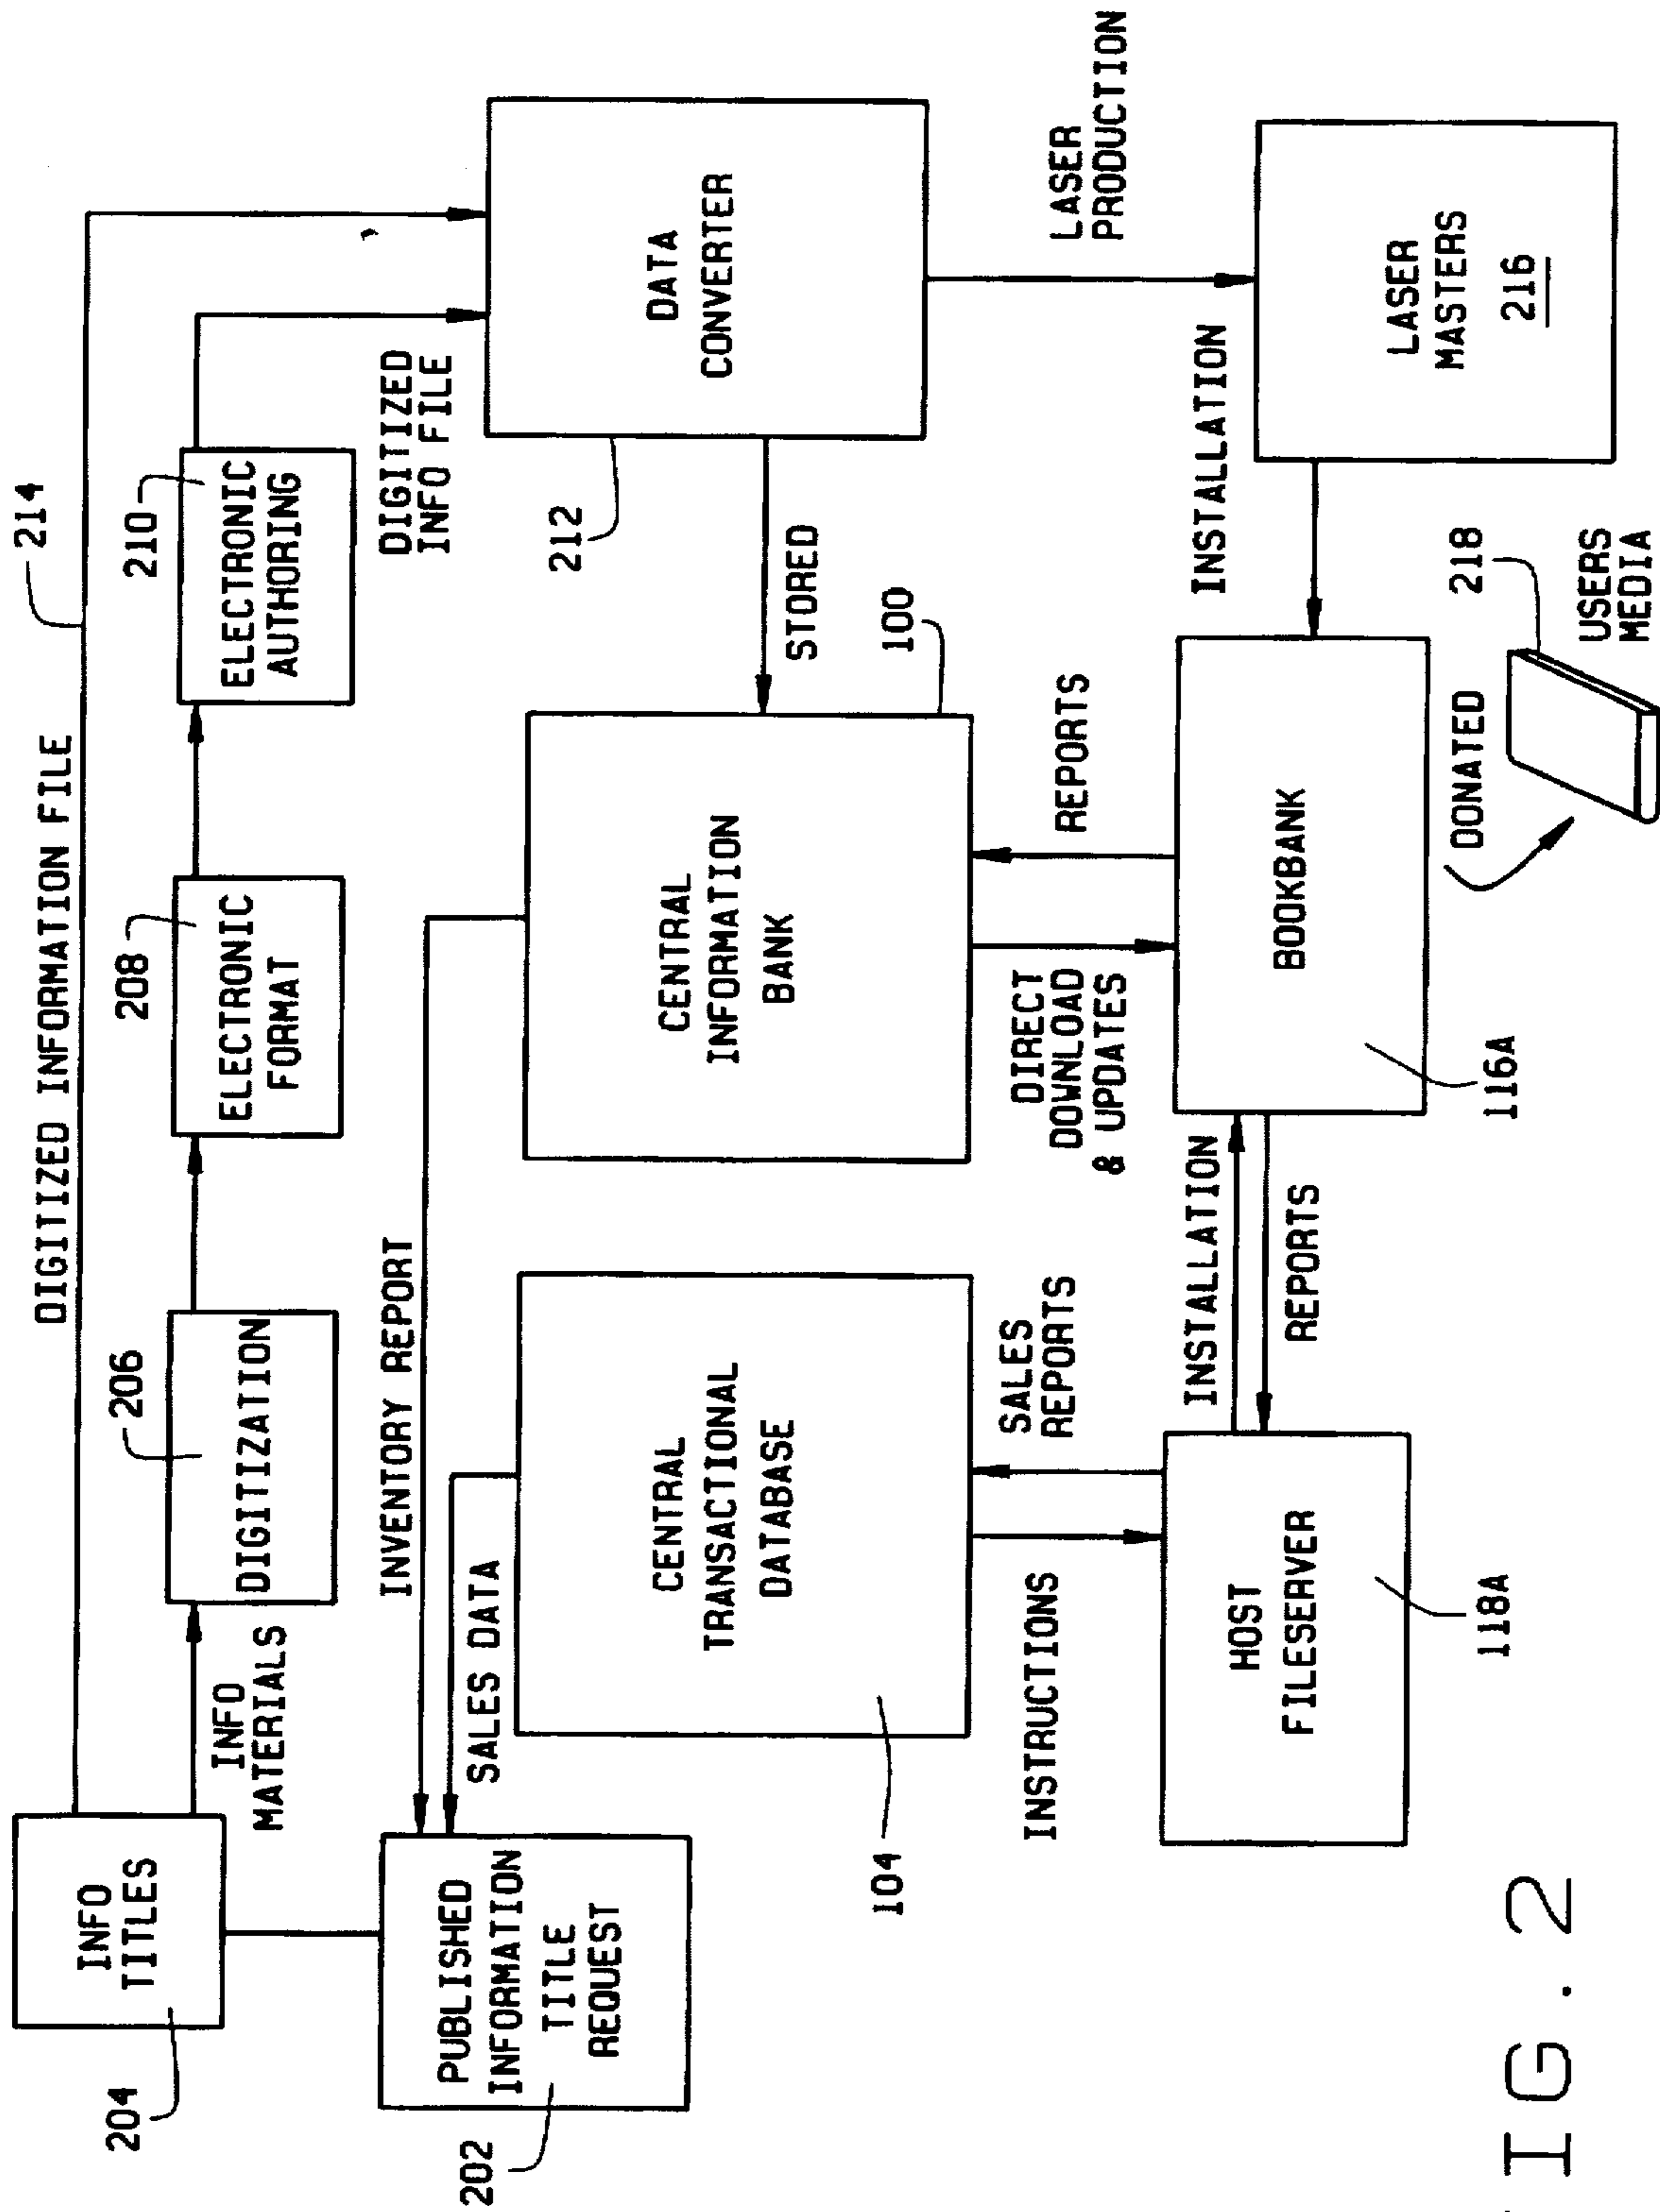 DIGITIZED INFORMATION FILE
214
204
INFO
TITLES
INFO
MATERIALS
206
DIGITIZATION
208
ELECTRONIC
FORMAT
210
ELECTRONIC
AUTHORING
DIGITIZED
INFO FILE
202
PUBLISHED
INFORMATION
TITLE
REQUEST
INVENTORY REPORT
SALES DATA
104
CENTRAL
TRANSACTIONAL
DATABASE
CENTRAL
INFORMATION
BANK
100
STORED
212
DATA
CONVERTER
INSTRUCTIONS
SALES
REPORTS
DIRECT
DOWNLOAD
& UPDATES
REPORTS
LASER
PRODUCTION
HOST
FILESERVER
118A
INSTALLATION
REPORTS
BOOKBANK
116A
INSTALLATION
LASER
MASTERS
216
DONATED
218
USERS
MEDIA
IG. 2